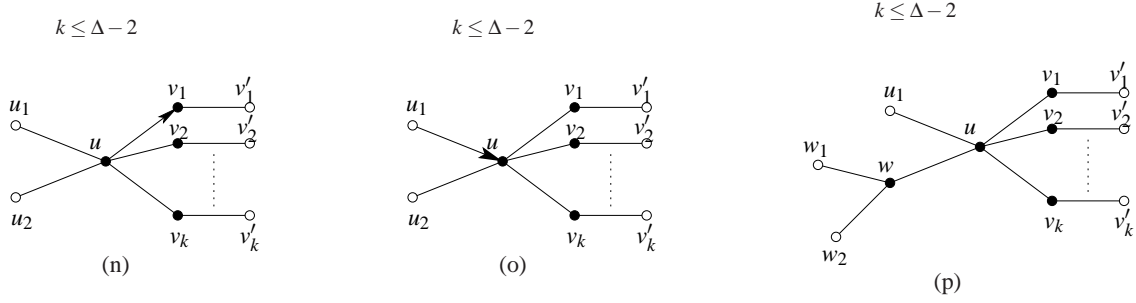 k ≤ Δ − 2
k ≤ Δ − 2
k ≤ Δ − 2
u₁
u
u₂
v₁
v′₁
v₂
v′₂
vₖ
v′ₖ
(n)
u₁
u
u₂
v₁
v′₁
v₂
v′₂
vₖ
v′ₖ
(o)
u₁
u
w₁
w
w₂
v₁
v′₁
v₂
v′₂
vₖ
v′ₖ
(p)